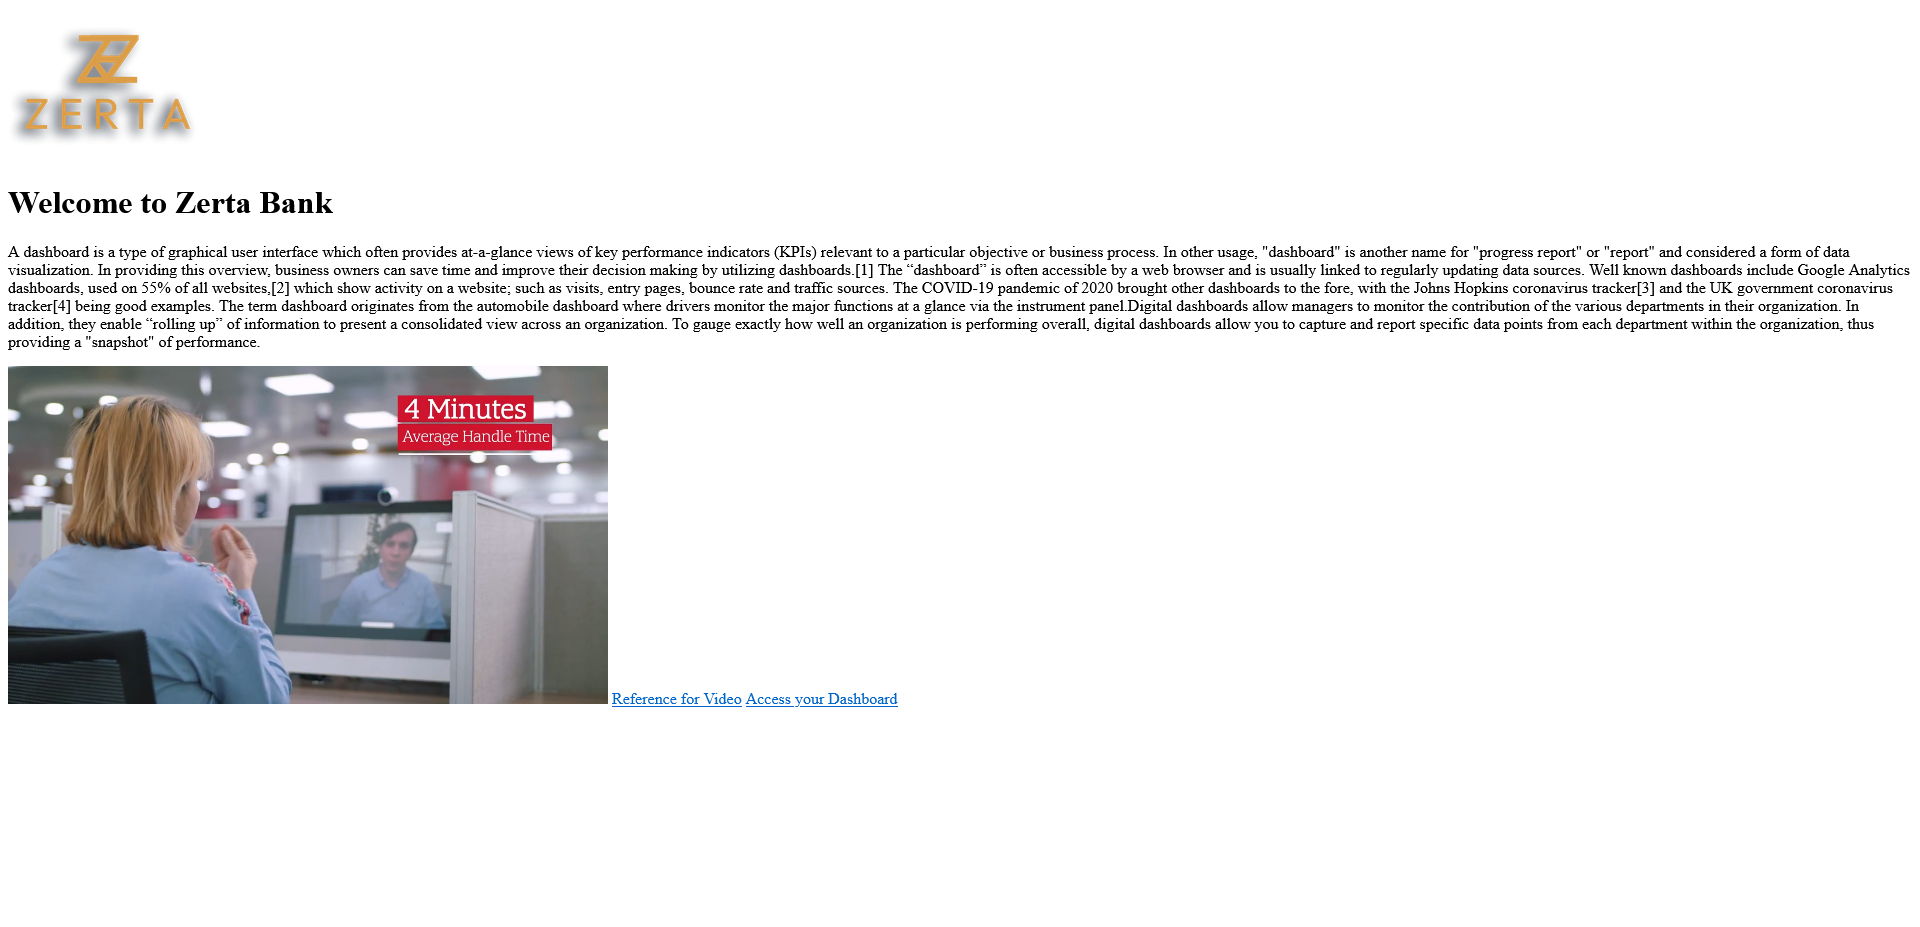 ZERTA
Welcome to Zerta Bank
A dashboard is a type of graphical user interface which often provides at-a-glance views of key performance indicators (KPIs) relevant to a particular objective or business process. In other usage, "dashboard" is another name for "progress report" or "report" and considered a form of data
visualization. In providing this overview, business owners can save time and improve their decision making by utilizing dashboards.[1] The “dashboard” is often accessible by a web browser and is usually linked to regularly updating data sources. Well known dashboards include Google Analytics
dashboards, used on 55% of all websites,[2] which show activity on a website; such as visits, entry pages, bounce rate and traffic sources. The COVID-19 pandemic of 2020 brought other dashboards to the fore, with the Johns Hopkins coronavirus tracker[3] and the UK government coronavirus
tracker[4] being good examples. The term dashboard originates from the automobile dashboard where drivers monitor the major functions at a glance via the instrument panel.Digital dashboards allow managers to monitor the contribution of the various departments in their organization. In
addition, they enable “rolling up” of information to present a consolidated view across an organization. To gauge exactly how well an organization is performing overall, digital dashboards allow you to capture and report specific data points from each department within the organization, thus
providing a "snapshot" of performance.
4 Minutes
Average Handle Time
Reference for Video Access your Dashboard